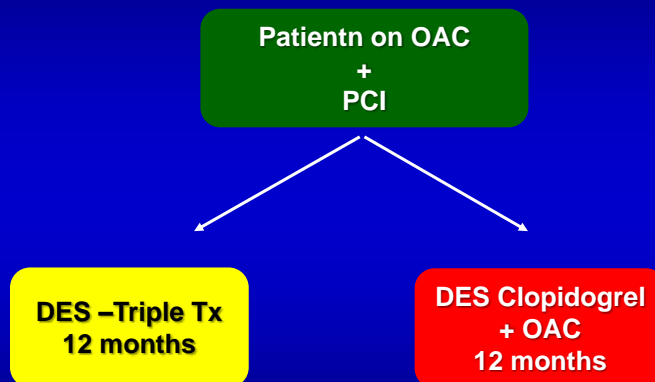 Patientn on OAC
+
PCI
DES –Triple Tx
12 months
DES Clopidogrel
+ OAC
12 months